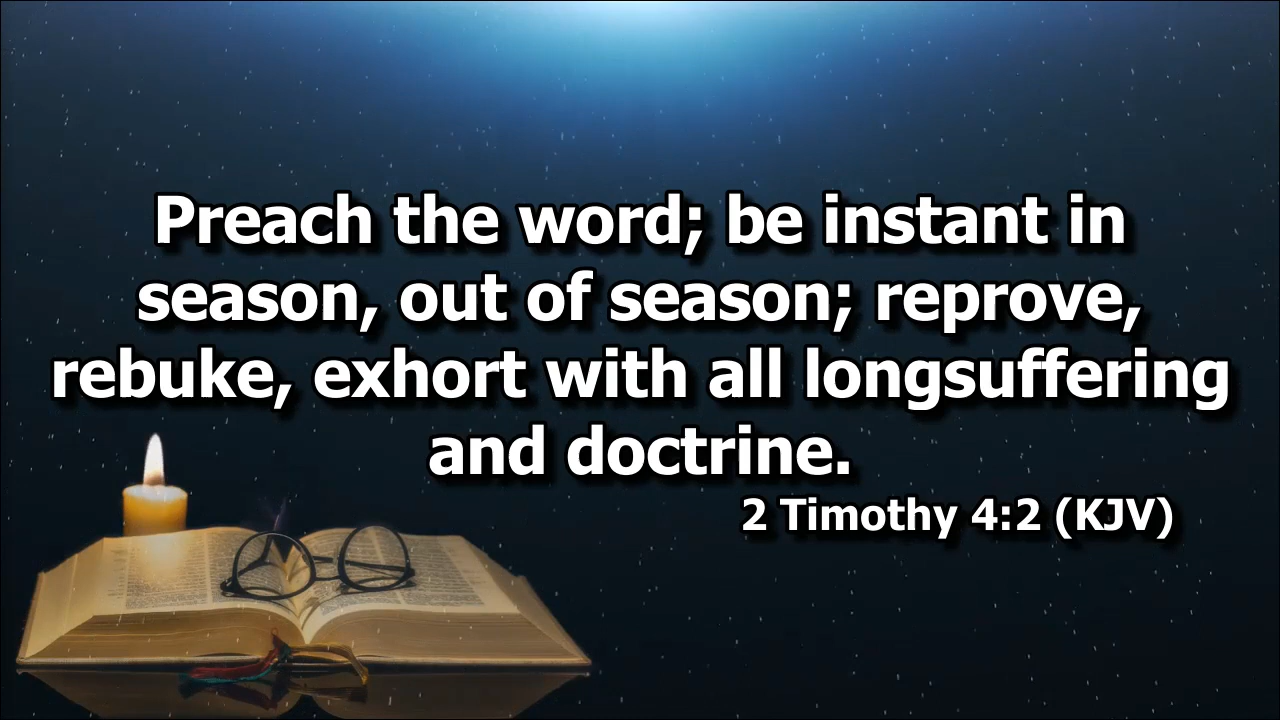 Preach the word; be instant in
season, out of season; reprove,
rebuke, exhort with all longsuffering
and doctrine.
2 Timothy 4:2 (KJV)